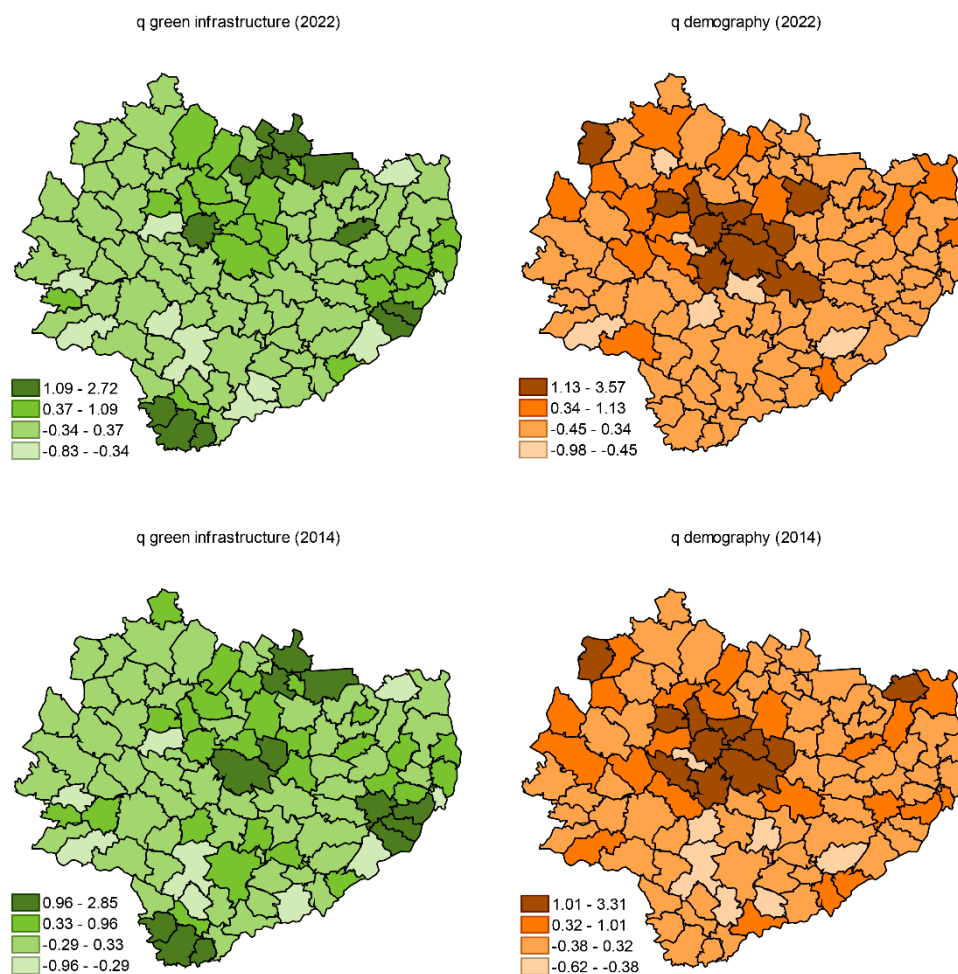 q green infrastructure (2022)
q demography (2022)
1.09 - 2.72
0.37 - 1.09
-0.34 - 0.37
-0.83 - -0.34
1.13 - 3.57
0.34 - 1.13
-0.45 - 0.34
-0.98 - -0.45
q green infrastructure (2014)
q demography (2014)
0.96 - 2.85
0.33 - 0.96
-0.29 - 0.33
-0.96 - -0.29
1.01 - 3.31
0.32 - 1.01
-0.38 - 0.32
-0.62 - -0.38